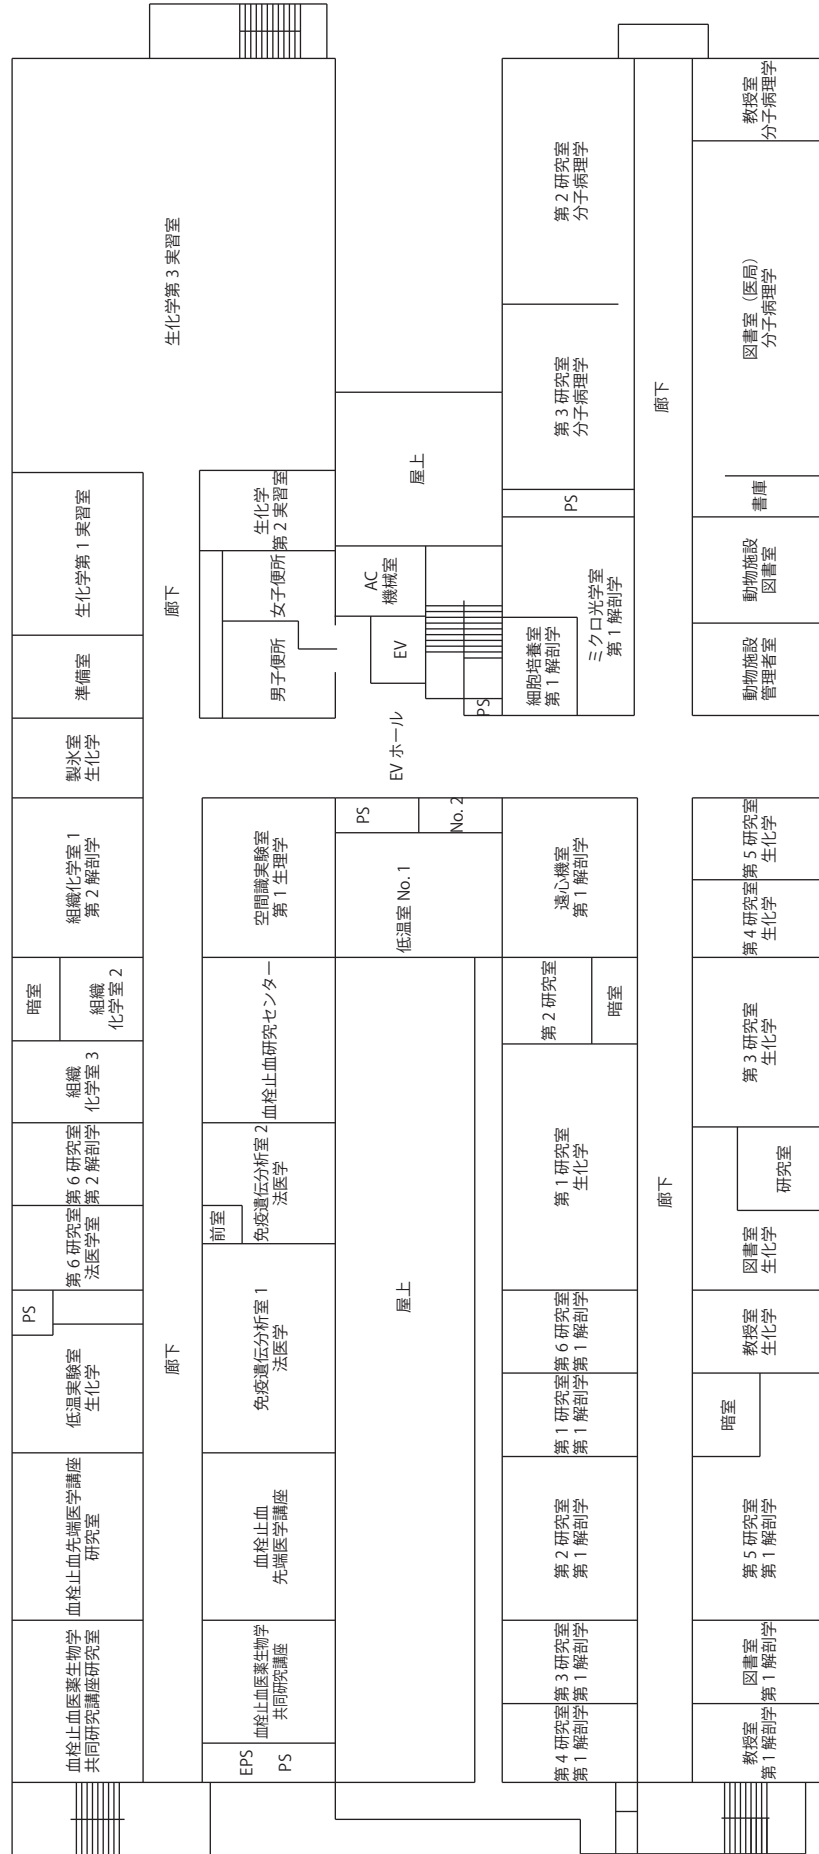 生化学第3実習室
生化学第1実習室
準備室
製氷室
生化学
組織化学室1
第2解剖学
暗室
組織
化学室2
組織
化学室3
第6研究室
第2解剖学
第6研究室
法医学室
PS
低温実験室
生化学
血栓止血先端医学講座
研究室
血栓止血医薬生物学
共同研究講座研究室
廊下
廊下
生化学
第2実習室
女子便所
男子便所
空間識実験室
第1生理学
血栓止血研究センター
免疫遺伝分析室2
法医学
前室
免疫遺伝分析室1
法医学
血栓止血
先端医学講座
血栓止血医薬生物学
共同研究講座
EPS
PS
屋上
AC
機械室
EV
PS
EVホール
PS
No. 2
低温室 No. 1
屋上
第2研究室
分子病理学
第3研究室
分子病理学
PS
ミクロ光学室
第1解剖学
細胞培養室
第1解剖学
遠心機室
第1解剖学
第2研究室
暗室
第1研究室
生化学
第6研究室
第1解剖学
第1研究室
第1解剖学
第2研究室
第1解剖学
第3研究室
第1解剖学
第4研究室
第1解剖学
廊下
廊下
教授室
分子病理学
図書室（医局）
分子病理学
書庫
動物施設
図書室
動物施設
管理者室
第5研究室
生化学
第4研究室
生化学
第3研究室
生化学
研究室
図書室
生化学
教授室
生化学
暗室
第5研究室
第1解剖学
図書室
第1解剖学
教授室
第1解剖学